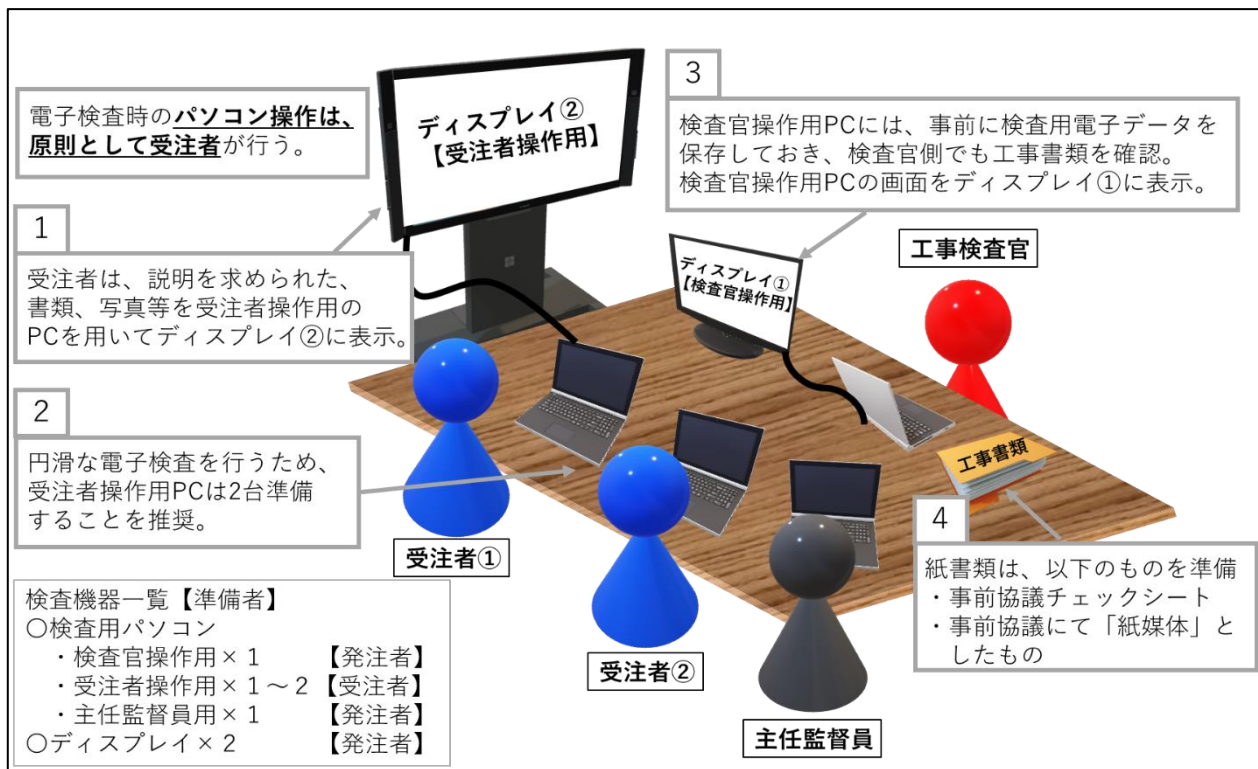 電子検査時のパソコン操作は、
原則として受注者が行う。
ディスプレイ②
【受注者操作用】
3
検査官操作用PCには、事前に検査用電子データを
保存しておき、検査官側でも工事書類を確認。
検査官操作用PCの画面をディスプレイ①に表示。
1
受注者は、説明を求められた、
書類、写真等を受注者操作用の
PCを用いてディスプレイ②に表示。
ディスプレイ①
【検査官操作用】
工事検査官
2
円滑な電子検査を行うため、
受注者操作用PCは2台準備
することを推奨。
工事書類
4
紙書類は、以下のものを準備
・事前協議チェックシート
・事前協議にて「紙媒体」と
したもの
受注者①
受注者②
主任監督員
検査機器一覧【準備者】
〇検査用パソコン
・検査官操作用×１ 【発注者】
・受注者操作用×１～２【受注者】
・主任監督員用×１ 【発注者】
〇ディスプレイ×２ 【発注者】